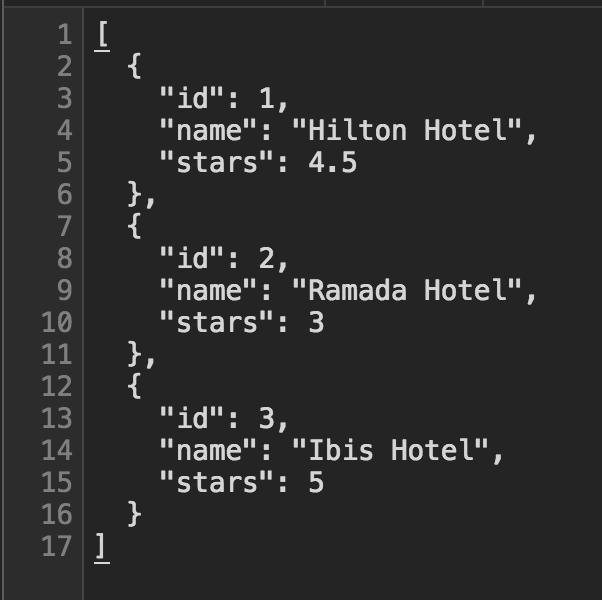 1 [
2   {
3     "id": 1,
4     "name": "Hilton Hotel",
5     "stars": 4.5
6   },
7   {
8     "id": 2,
9     "name": "Ramada Hotel",
10     "stars": 3
11   },
12   {
13     "id": 3,
14     "name": "Ibis Hotel",
15     "stars": 5
16   }
17 ]